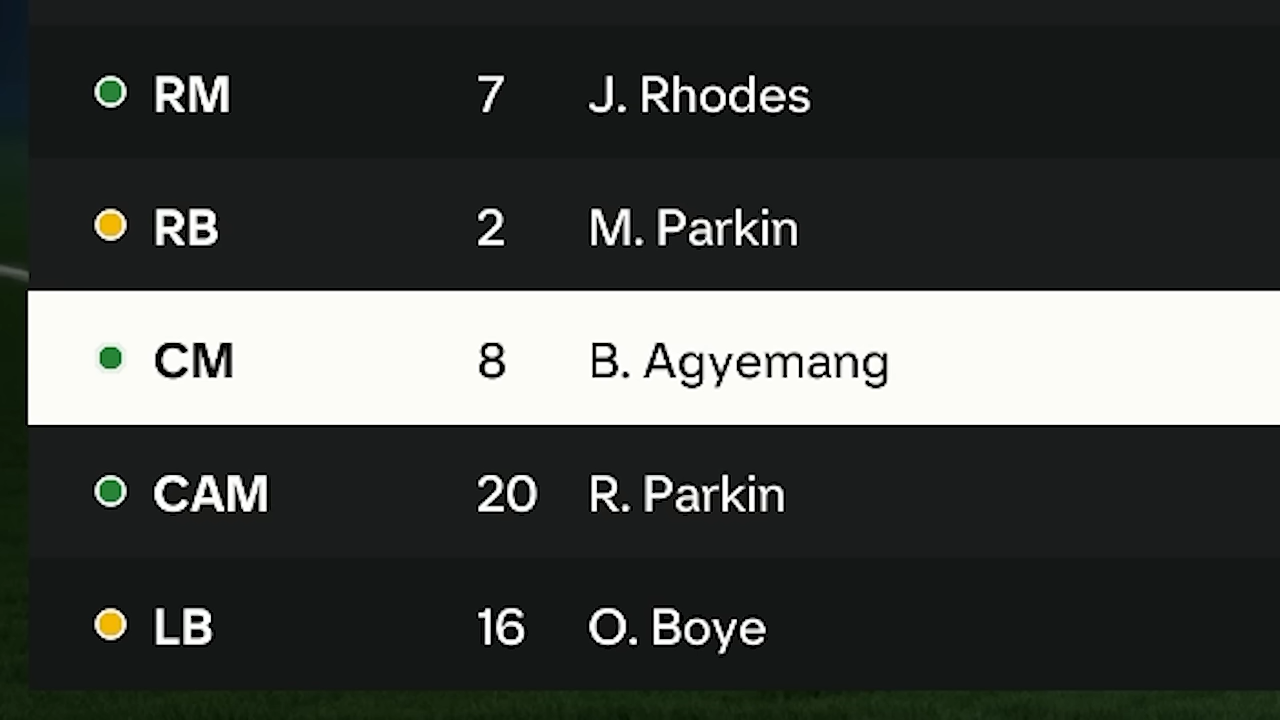 RM 7 J. Rhodes
RB 2 M. Parkin
CM 8 B. Agyemang
CAM 20 R. Parkin
LB 16 O. Boye